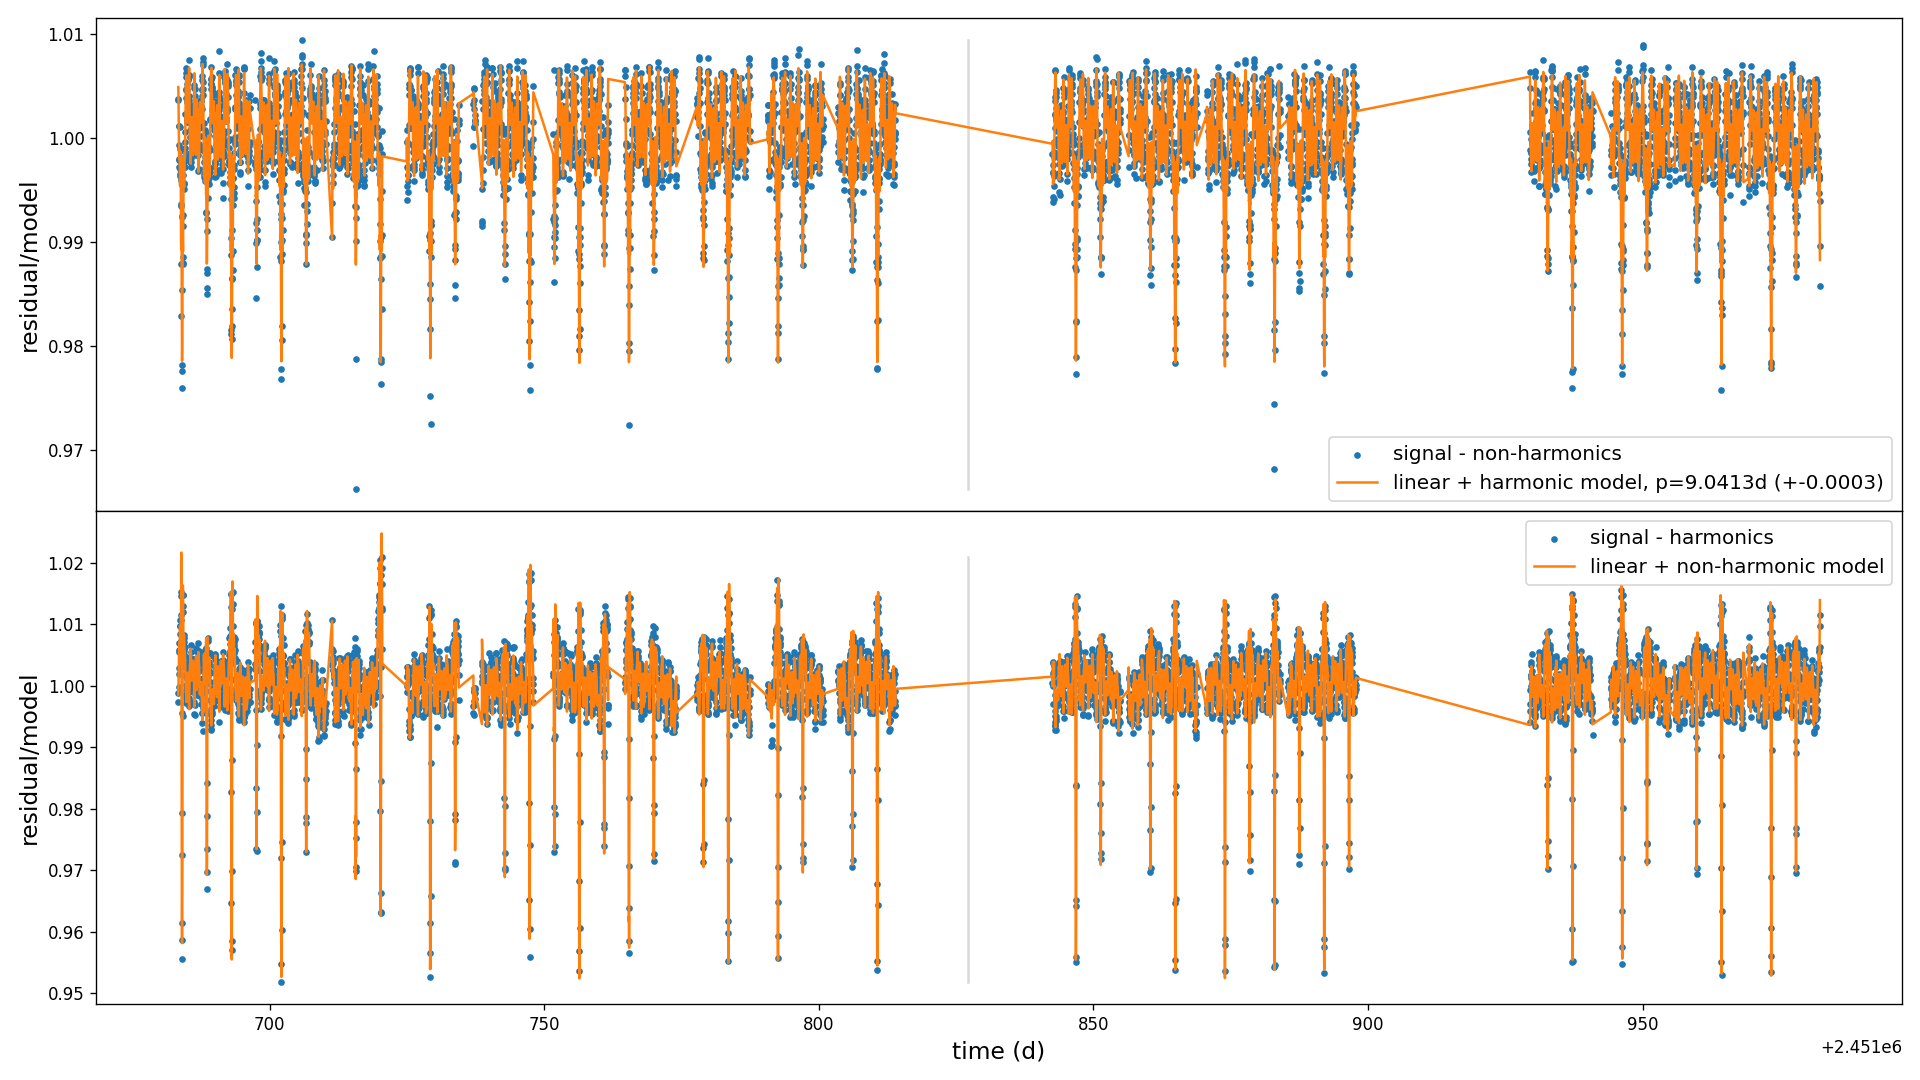 1.01
1.00
0.99
0.98
0.97
residual/model
signal - non-harmonics
linear + harmonic model, p=9.0413d (+-0.0003)
1.02
1.01
1.00
0.99
0.98
0.97
0.96
0.95
residual/model
signal - harmonics
linear + non-harmonic model
700 750 800 850 900 950
time (d)
+2.451e6